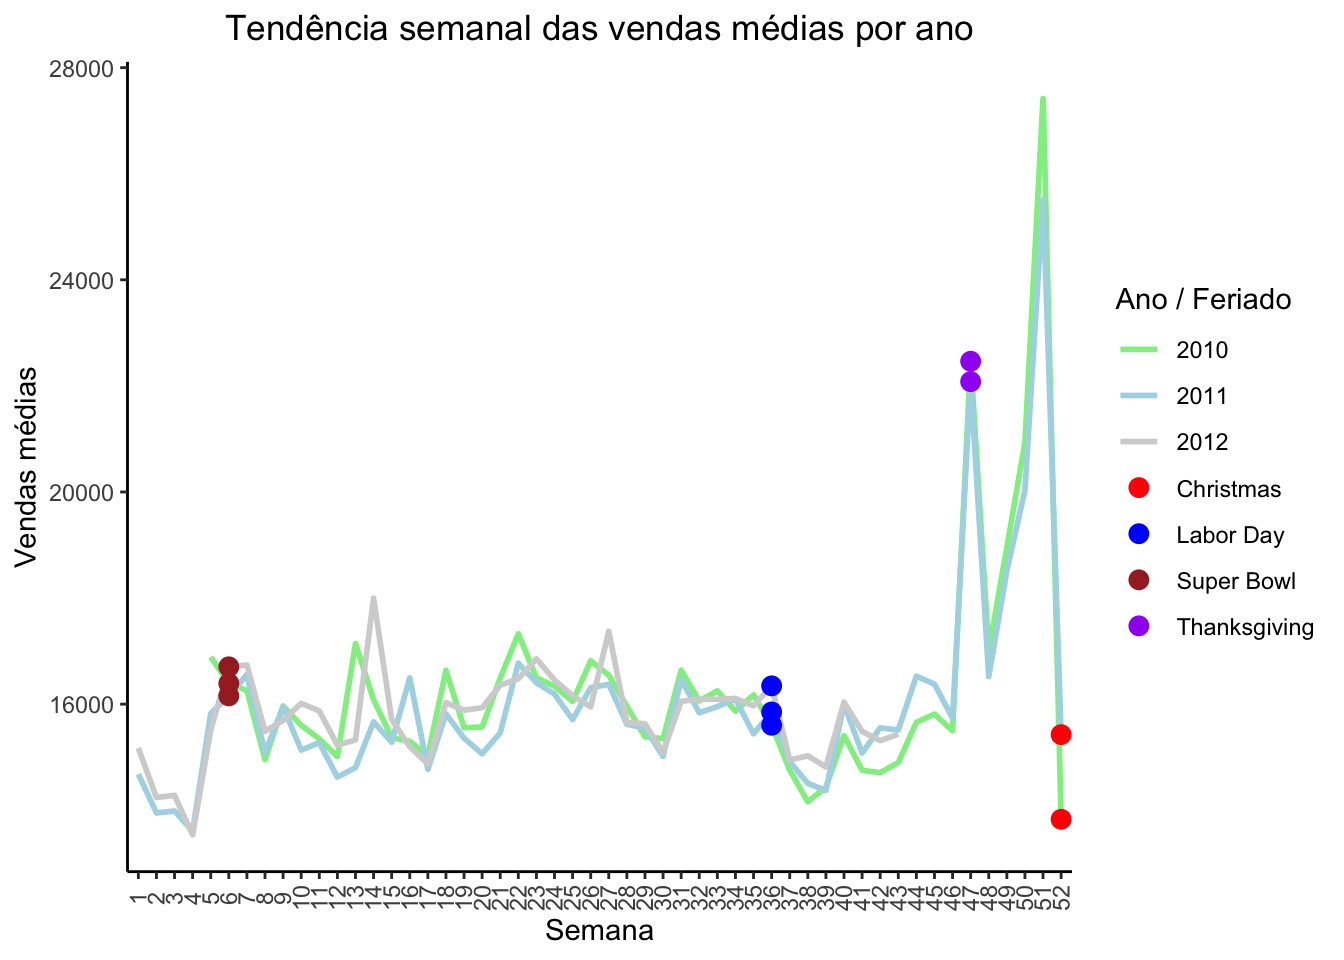 Tendência semanal das vendas médias por ano
28000
24000
20000
16000
Vendas médias
1 2 3 4 5 6 7 8 9 10 11 12 13 14 15 16 17 18 19 20 21 22 23 24 25 26 27 28 29 30 31 32 33 34 35 36 37 38 39 40 41 42 43 44 45 46 47 48 49 50 51 52
Semana
Ano / Feriado
2010
2011
2012
Christmas
Labor Day
Super Bowl
Thanksgiving